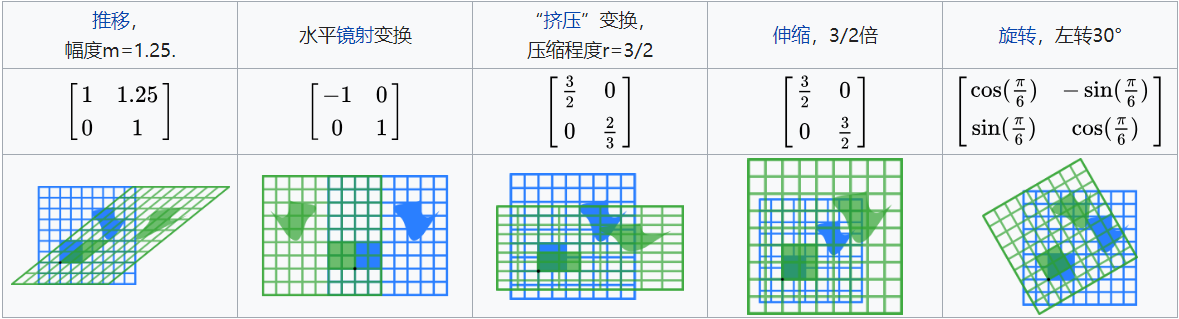 推移,
幅度m=1.25.
水平镜射变换
“挤压”变换,
压缩程度r=3/2
伸缩，3/2倍
旋转，左转30°
[1 1.25
0 1]
[−1 0
0 1]
[3/2 0
0 2/3]
[3/2 0
0 3/2]
[cos(π/6) −sin(π/6)
sin(π/6) cos(π/6)]